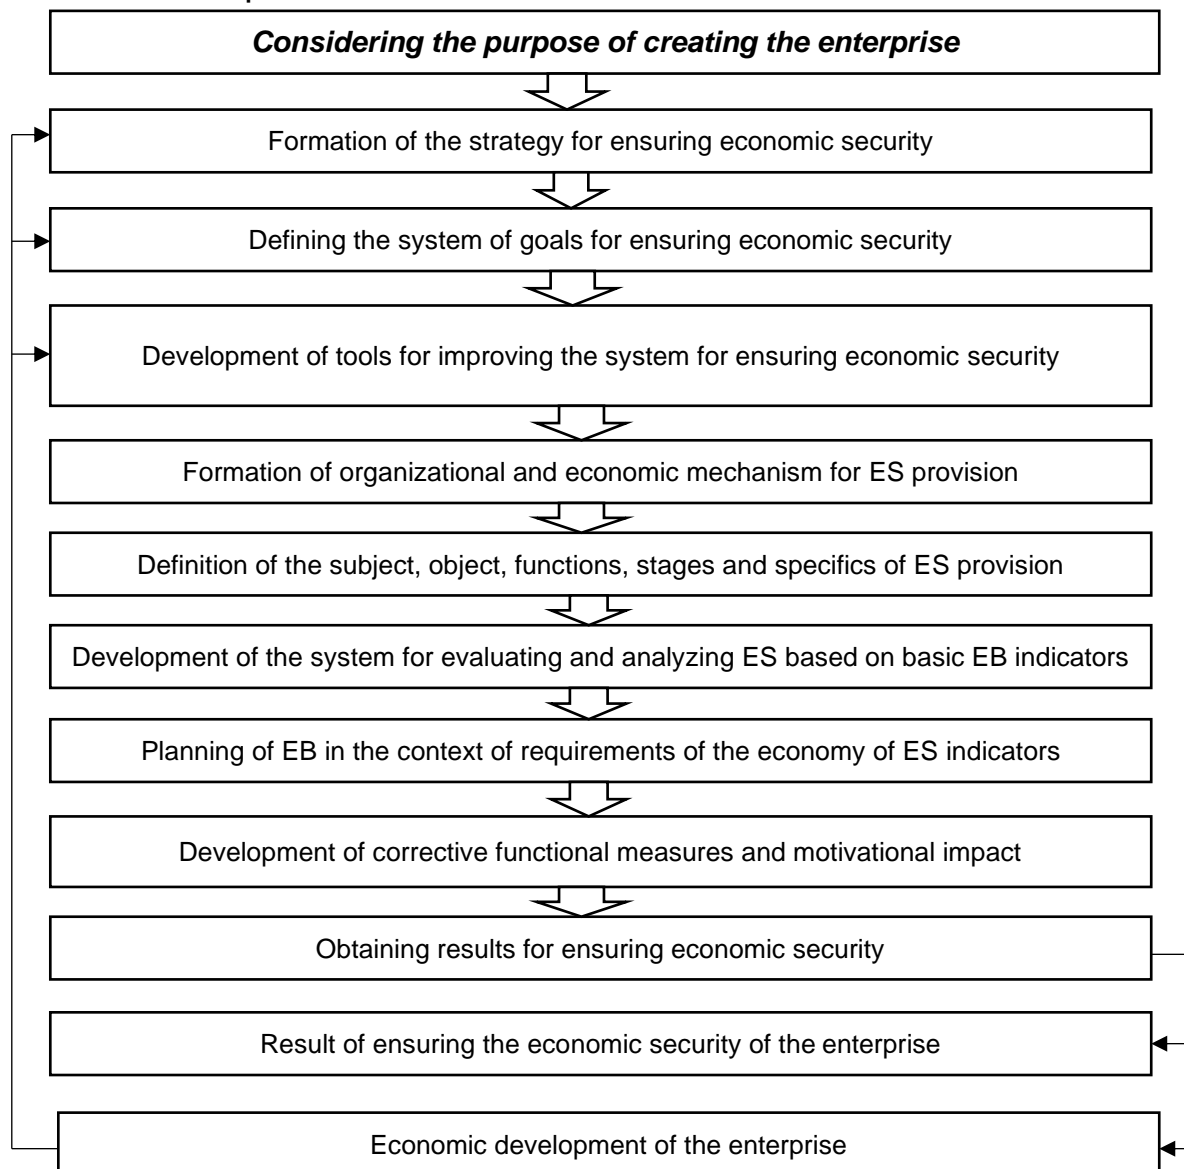 Considering the purpose of creating the enterprise
Formation of the strategy for ensuring economic security
Defining the system of goals for ensuring economic security
Development of tools for improving the system for ensuring economic security
Formation of organizational and economic mechanism for ES provision
Definition of the subject, object, functions, stages and specifics of ES provision
Development of the system for evaluating and analyzing ES based on basic EB indicators
Planning of EB in the context of requirements of the economy of ES indicators
Development of corrective functional measures and motivational impact
Obtaining results for ensuring economic security
Result of ensuring the economic security of the enterprise
Economic development of the enterprise